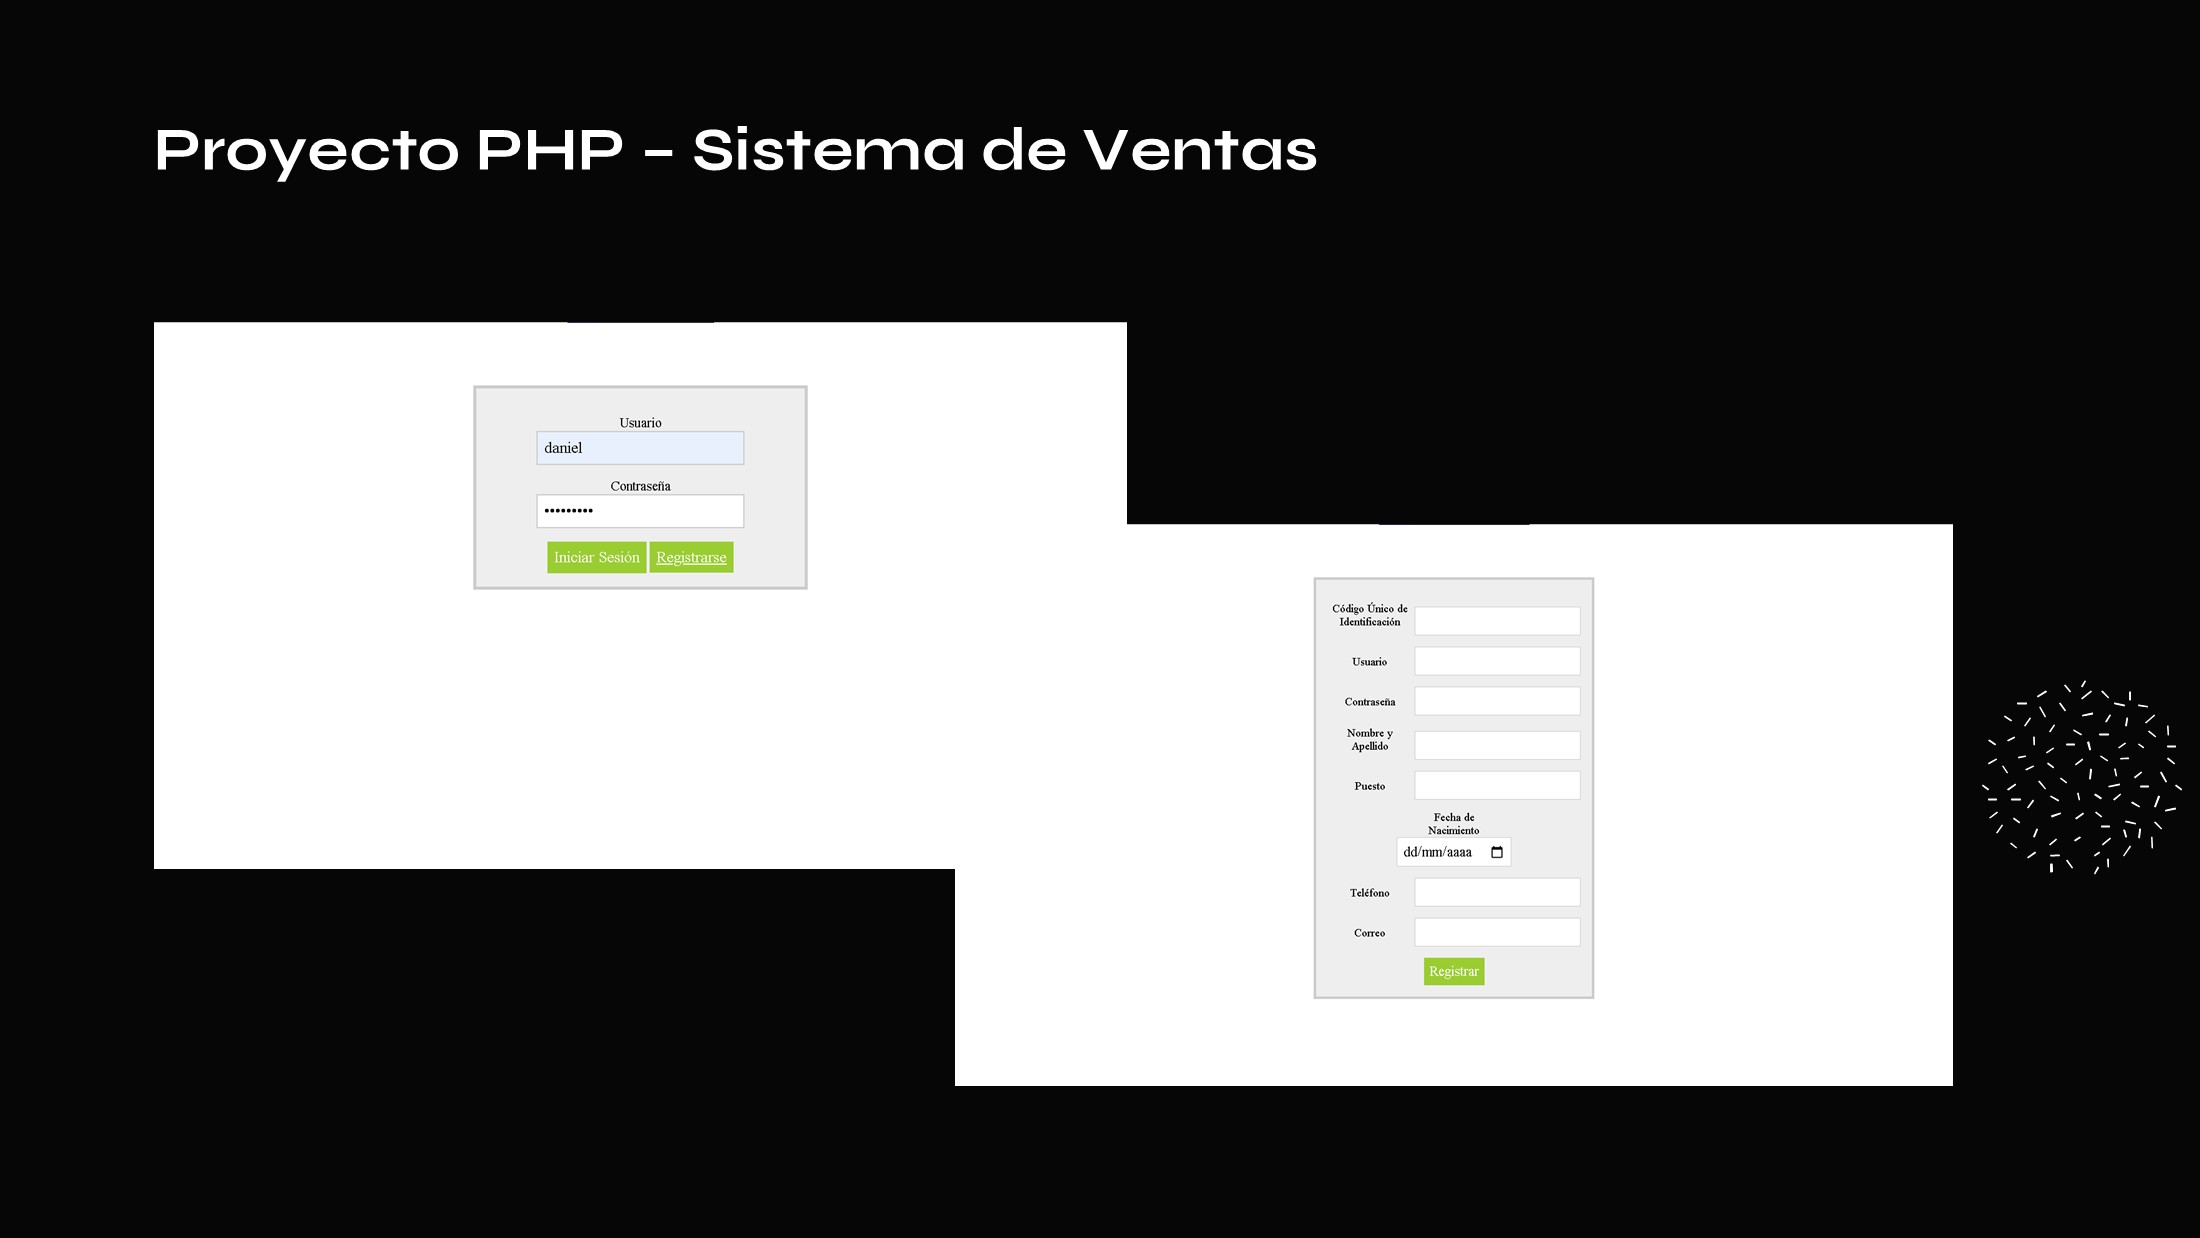 Proyecto PHP – Sistema de Ventas
Usuario
daniel
Contraseña
•••••••••
Iniciar Sesión Registrarse
Código Único de
Identificación
Usuario
Contraseña
Nombre y
Apellido
Puesto
Fecha de
Nacimiento
dd/mm/aaaa
Teléfono
Correo
Registrar